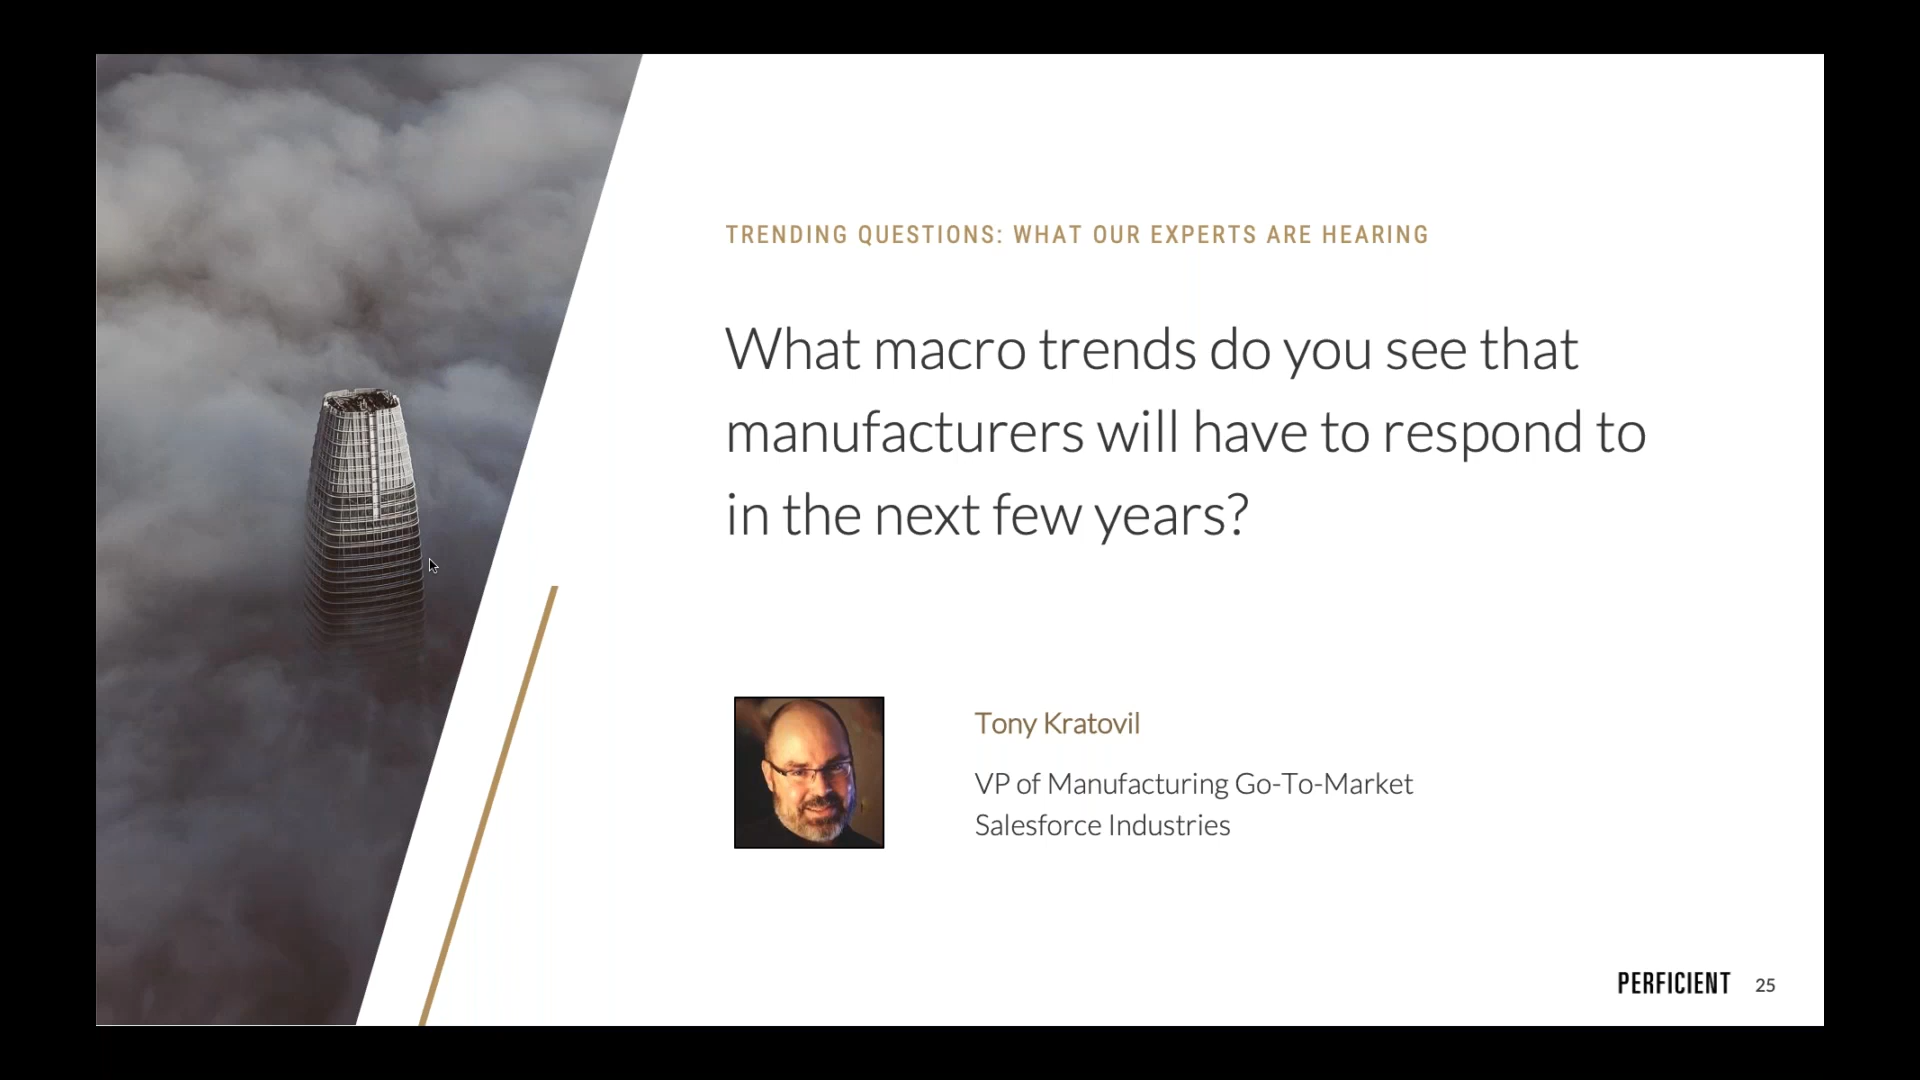 TRENDING QUESTIONS: WHAT OUR EXPERTS ARE HEARING
What macro trends do you see that
manufacturers will have to respond to
in the next few years?
Tony Kratovil
VP of Manufacturing Go-To-Market
Salesforce Industries
PERFICIENT 25